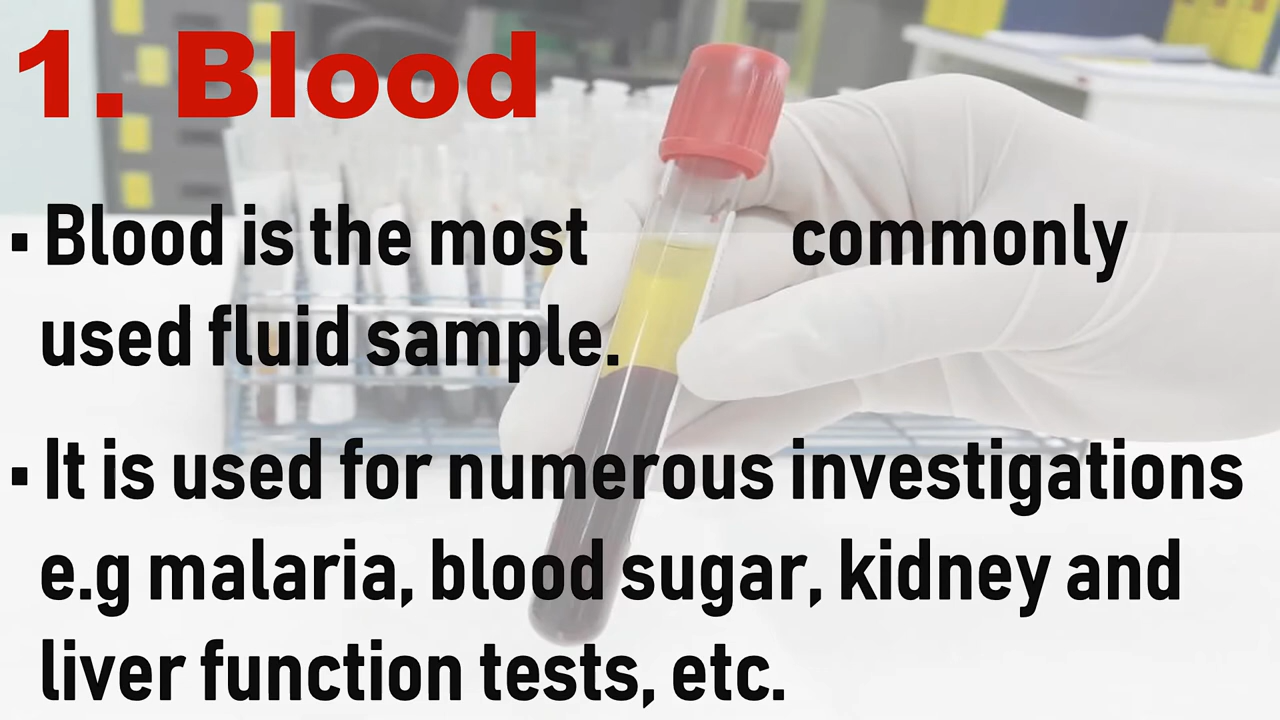 1. Blood
▪ Blood is the most commonly
used fluid sample.
▪ It is used for numerous investigations
e.g malaria, blood sugar, kidney and
liver function tests, etc.